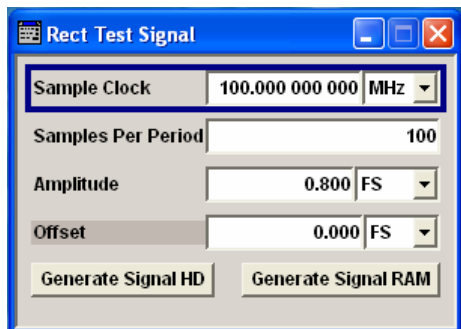 Rect Test Signal
Sample Clock 100.000 000 000 MHz
Samples Per Period 100
Amplitude 0.800 FS
Offset 0.000 FS
Generate Signal HD Generate Signal RAM